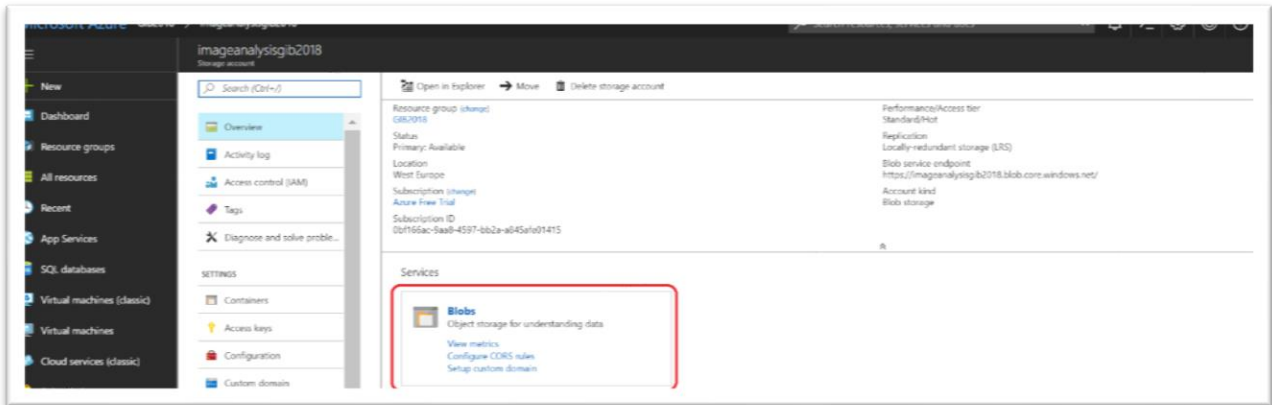 Microsoft Azure
imageanalysisgib2018
Storage account
New
Dashboard
Resource groups
All resources
Recent
App Services
SQL databases
Virtual machines (classic)
Virtual machines
Cloud services (classic)
Search (Ctrl+/)
Overview
Activity log
Access control (IAM)
Tags
Diagnose and solve proble...
SETTINGS
Containers
Access keys
Configuration
Custom domain
Open in Explorer Move Delete storage account
Resource group (change)
GIB2018
Status
Primary: Available
Location
West Europe
Subscription (change)
Azure Free Trial
Subscription ID
Performance/Access tier
Standard/Hot
Replication
Locally-redundant storage (LRS)
Blob service endpoint
https://imageanalysisgib2018.blob.core.windows.net/
Account kind
Blob storage
Services
Blobs
Object storage for understanding data
View metrics
Configure CORS rules
Setup custom domain